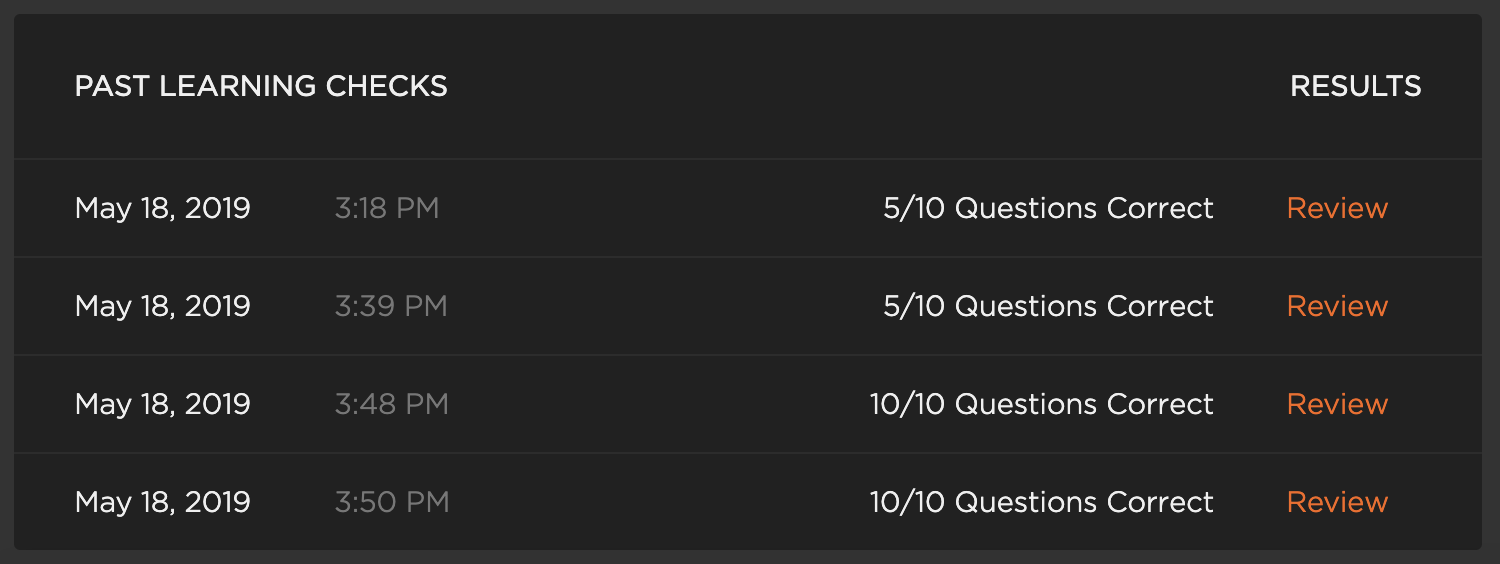 PAST LEARNING CHECKS RESULTS
May 18, 2019 3:18 PM 5/10 Questions Correct Review
May 18, 2019 3:39 PM 5/10 Questions Correct Review
May 18, 2019 3:48 PM 10/10 Questions Correct Review
May 18, 2019 3:50 PM 10/10 Questions Correct Review